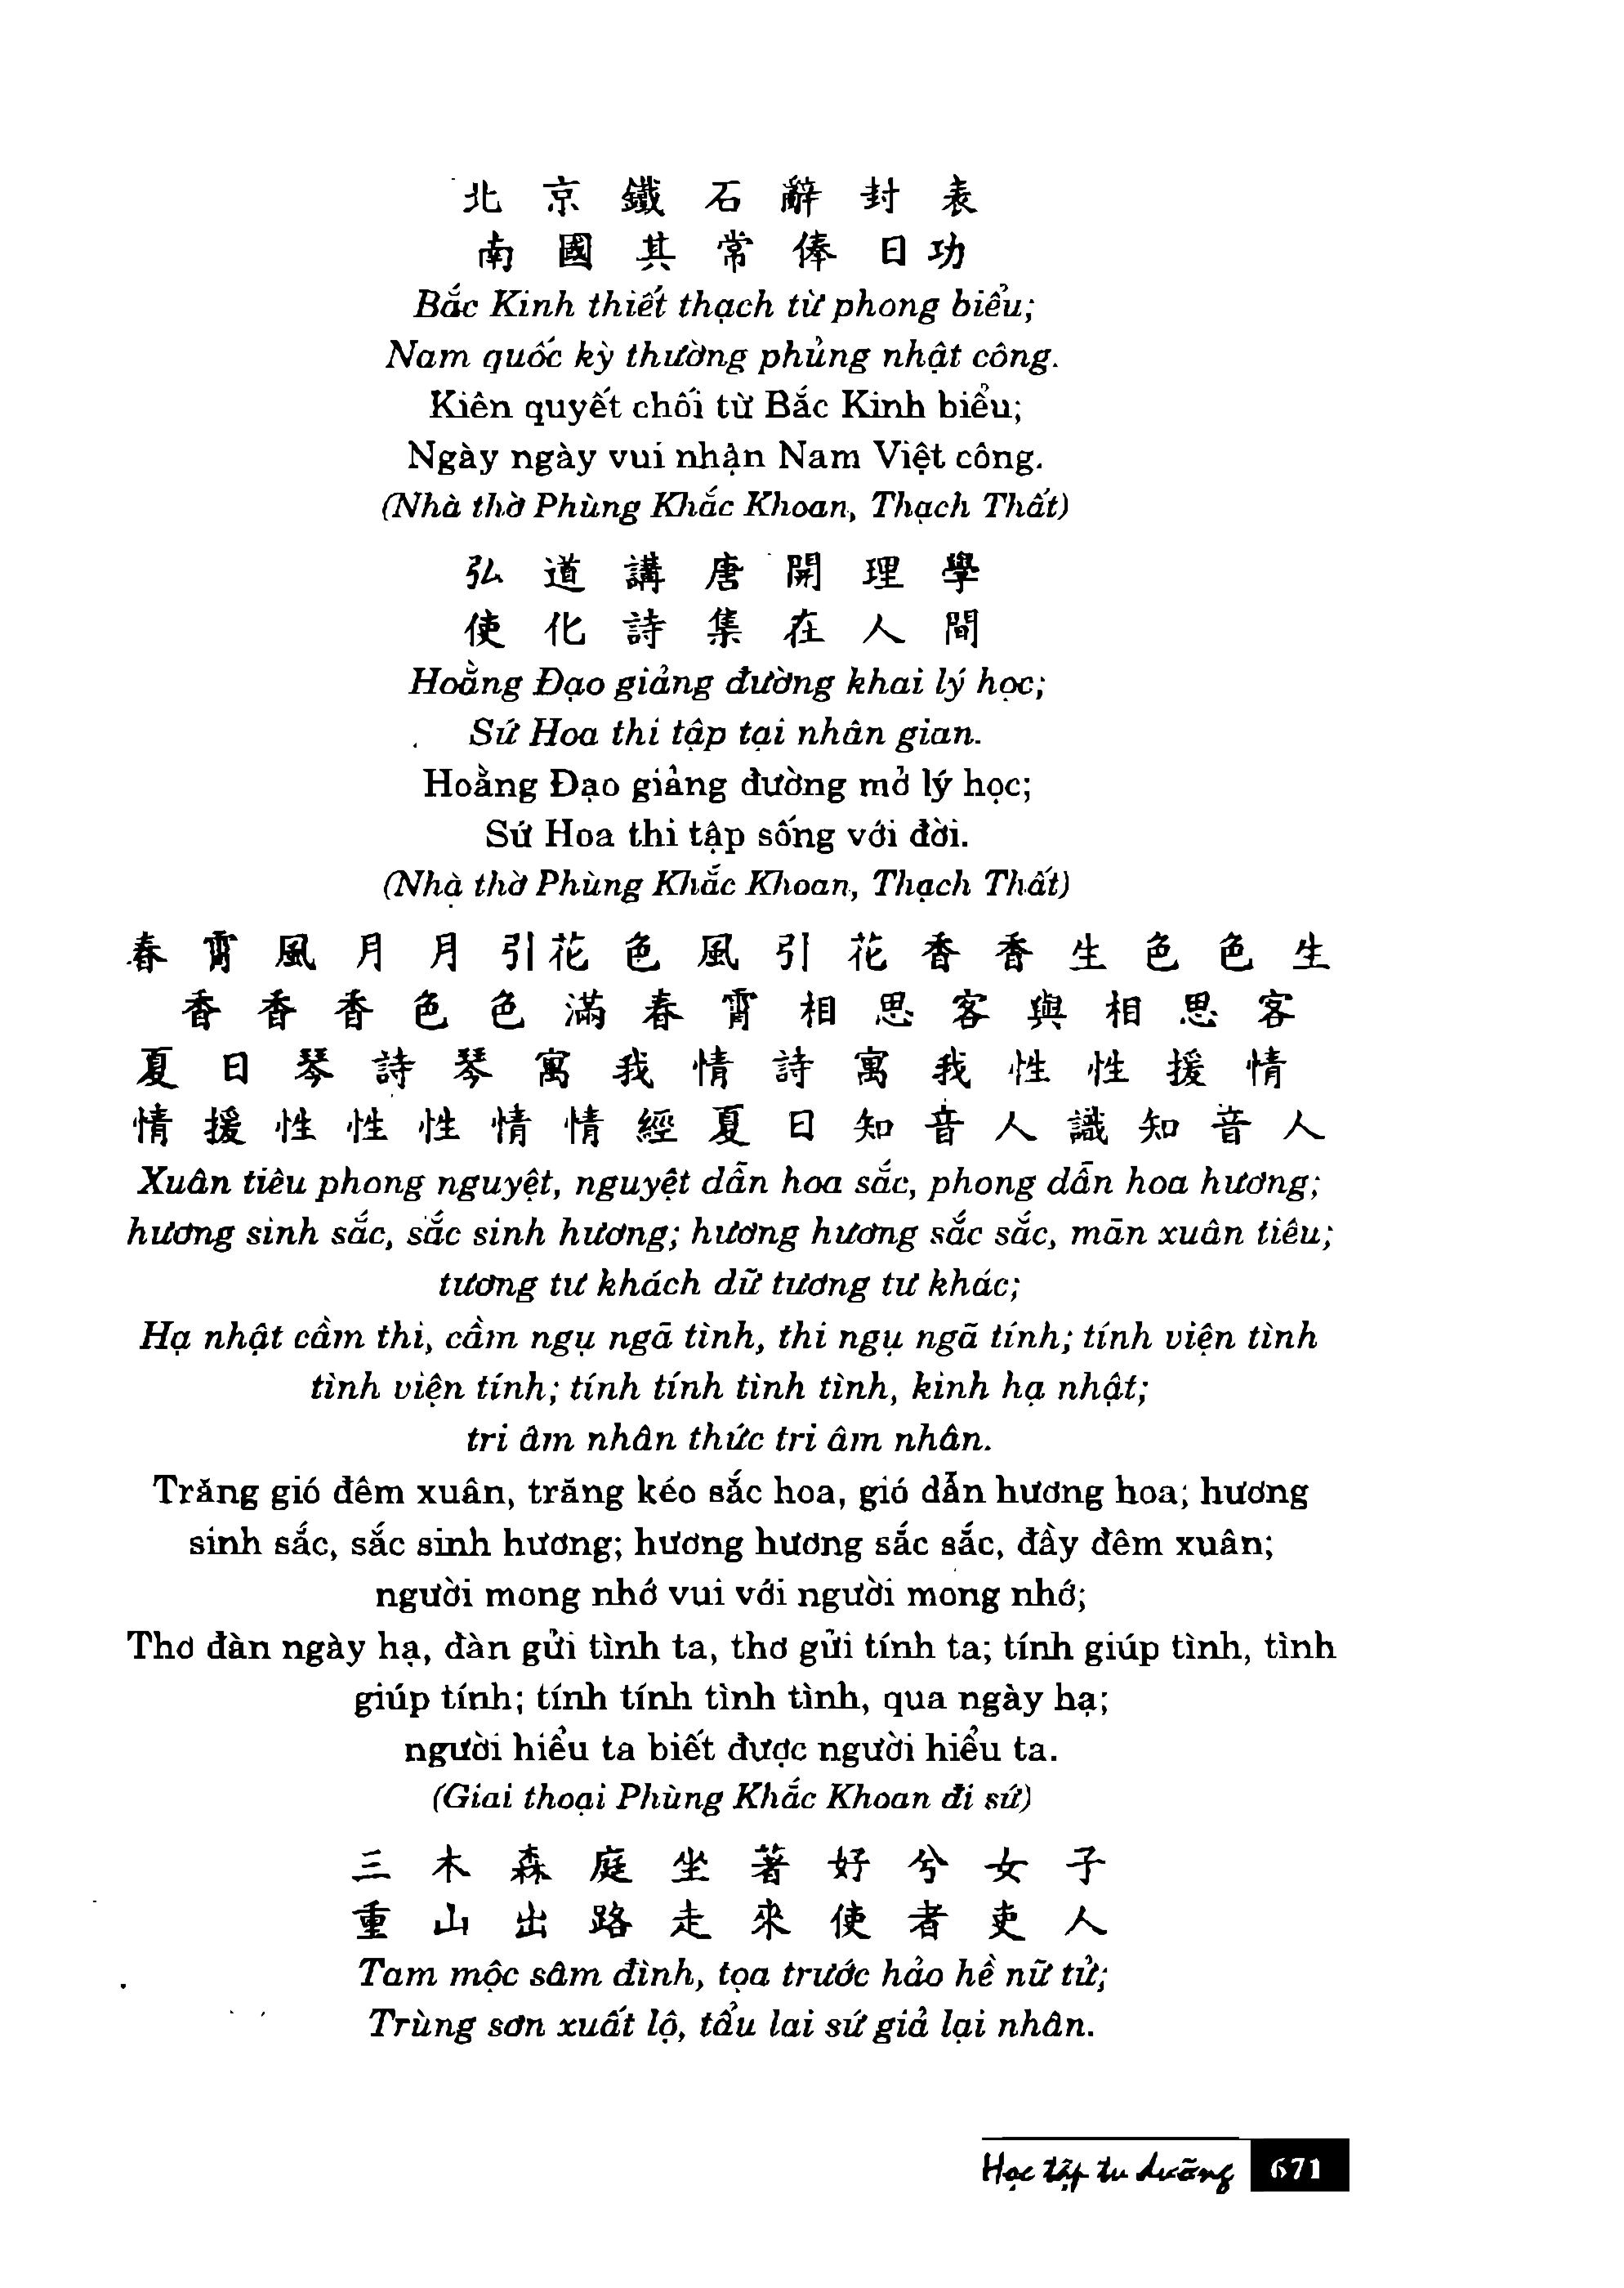 北京鐵石辭封表
南國其常俸日功
Bắc Kinh thiết thạch từ phong biểu;
Nam quốc kỳ thường phủng nhật công.
Kiên quyết chối từ Bắc Kinh biểu;
Ngày ngày vui nhận Nam Việt công.
(Nhà thờ Phùng Khắc Khoan, Thạch Thất)
弘道講唐開理學
使化詩集在人間
Hoằng Đạo giảng đường khai lý học;
Sứ Hoa thi tập tại nhân gian.
Hoằng Đạo giảng đường mở lý học;
Sứ Hoa thi tập sống với đời.
(Nhà thờ Phùng Khắc Khoan, Thạch Thất)
春宵風月月引花色風引花香香生色色生
香香香色色滿春宵相思客與相思客
夏日琴詩琴寓我情詩寓我性性援情
情援性性性情情經夏日知音人識知音人
Xuân tiêu phong nguyệt, nguyệt dẫn hoa sắc, phong dẫn hoa hương;
hương sinh sắc, sắc sinh hương; hương hương sắc sắc, mãn xuân tiêu;
tương tư khách dữ tương tư khác;
Hạ nhật cầm thi, cầm ngụ ngã tình, thi ngụ ngã tính; tính viện tình
tình viện tính; tính tính tình tình, kinh hạ nhật;
tri âm nhân thức tri âm nhân.
Trăng gió đêm xuân, trăng kéo sắc hoa, gió dẫn hương hoa; hương
sinh sắc, sắc sinh hương; hương hương sắc sắc, đầy đêm xuân;
người mong nhớ vui với người mong nhớ;
Thơ đàn ngày hạ, đàn gửi tình ta, thơ gửi tính ta; tính giúp tình, tình
giúp tính; tính tính tình tình, qua ngày hạ;
người hiểu ta biết được người hiểu ta.
(Giai thoại Phùng Khắc Khoan đi sứ)
三木森庭坐著好兮女子
重山出路走來使者吏人
Tam mộc sâm đình, tọa trước hảo hề nữ tử;
Trùng sơn xuất lộ, tẩu lai sứ giả lại nhân.
Học tập tu dưỡng 671